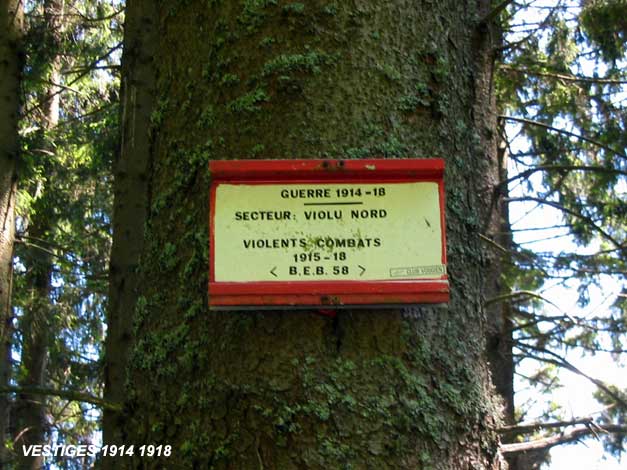 GUERRE 1914-18
SECTEUR: VIOLU NORD
VIOLENTS COMBATS
1915-18
< B.E.B. 58 >
CLUB VOSGIEN
VESTIGES 1914 1918